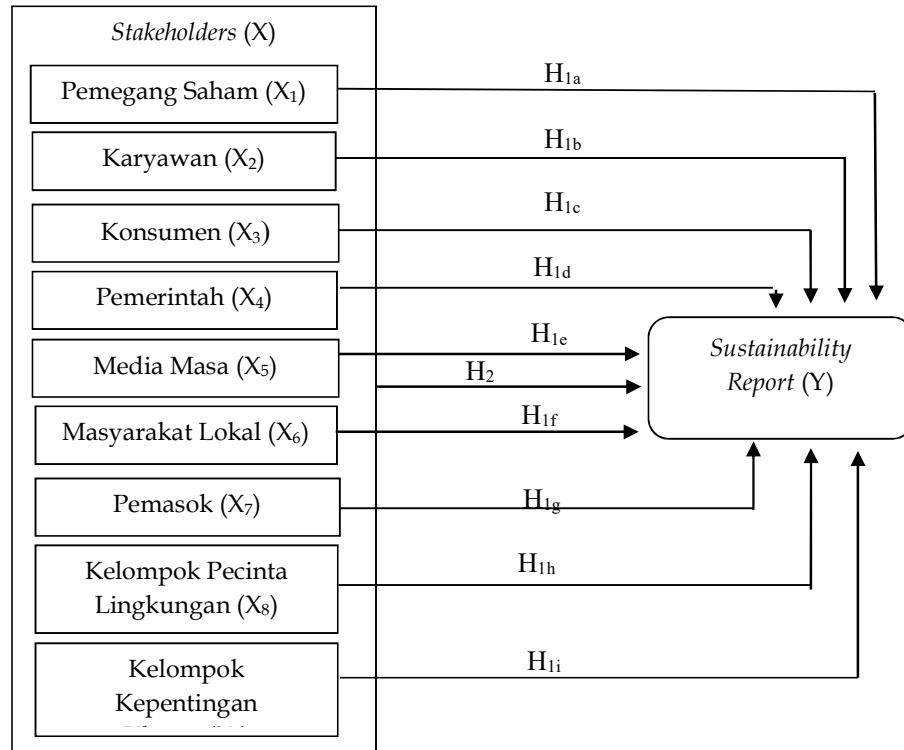 Stakeholders (X)
Pemegang Saham (X₁)
H₁ₐ
Karyawan (X₂)
H1b
Konsumen (X₃)
H1c
Pemerintah (X₄)
H1d
Media Masa (X₅)
H1e
H₂
Masyarakat Lokal (X₆)
H1f
Sustainability
Report (Y)
Pemasok (X₇)
H1g
Kelompok Pecinta
Lingkungan (X₈)
H1h
Kelompok
Kepentingan
H1i